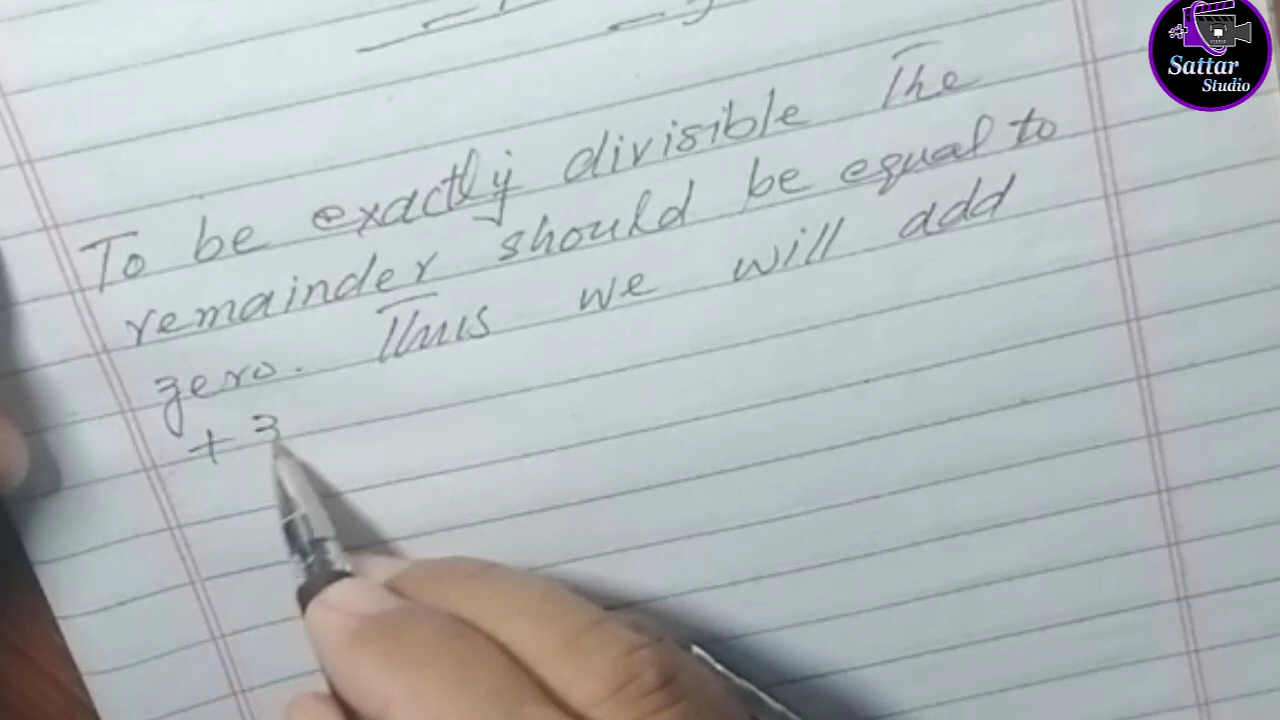 Sattar
Studio
To be exactly divisible The
remainder should be equal to
zero. Thus we will add
+ 3